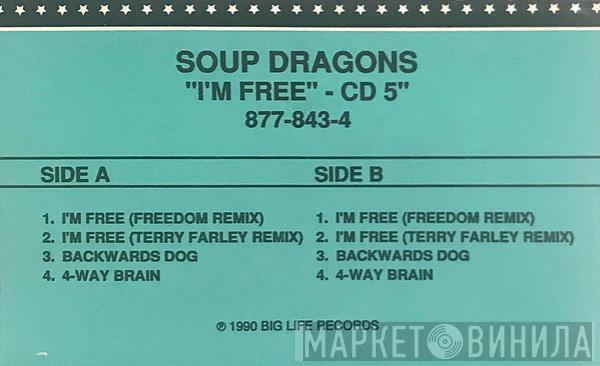 SOUP DRAGONS
"I'M FREE" - CD 5"
877-843-4
SIDE A
SIDE B
1. I'M FREE (FREEDOM REMIX)
2. I'M FREE (TERRY FARLEY REMIX)
3. BACKWARDS DOG
4. 4-WAY BRAIN
1. I'M FREE (FREEDOM REMIX)
2. I'M FREE (TERRY FARLEY REMIX)
3. BACKWARDS DOG
4. 4-WAY BRAIN
℗ 1990 BIG LIFE RECORDS
МАРКЕТ ВИНИЛА